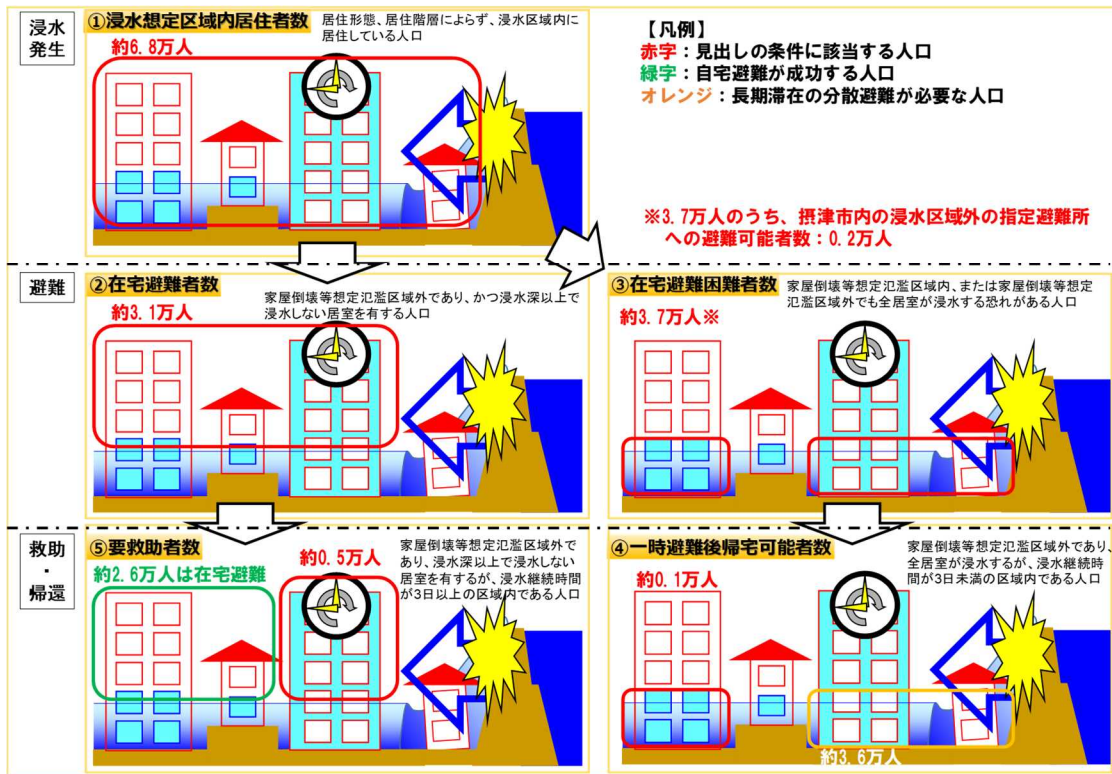 浸水
発生
①浸水想定区域内居住者数
居住形態、居住階層によらず、浸水区域内に
居住している人口
約6.8万人
【凡例】
赤字：見出しの条件に該当する人口
緑字：自宅避難が成功する人口
オレンジ：長期滞在の分散避難が必要な人口
※3.7万人のうち、摂津市内の浸水区域外の指定避難所
への避難可能者数：0.2万人
避難
②在宅避難者数
家屋倒壊等想定氾濫区域外であり、かつ浸水深以上で
浸水しない居室を有する人口
約3.1万人
③在宅避難困難者数
家屋倒壊等想定氾濫区域内、または家屋倒壊等想定
氾濫区域外でも全居室が浸水する恐れがある人口
約3.7万人※
救助
・
帰還
⑤要救助者数
家屋倒壊等想定氾濫区域外で
あり、浸水深以上で浸水しない
居室を有するが、浸水継続時間
が3日以上の区域内である人口
約2.6万人は在宅避難
約0.5万人
④一時避難後帰宅可能者数
家屋倒壊等想定氾濫区域外であり、
全居室が浸水するが、浸水継続時
間が3日未満の区域内である人口
約0.1万人
約3.6万人